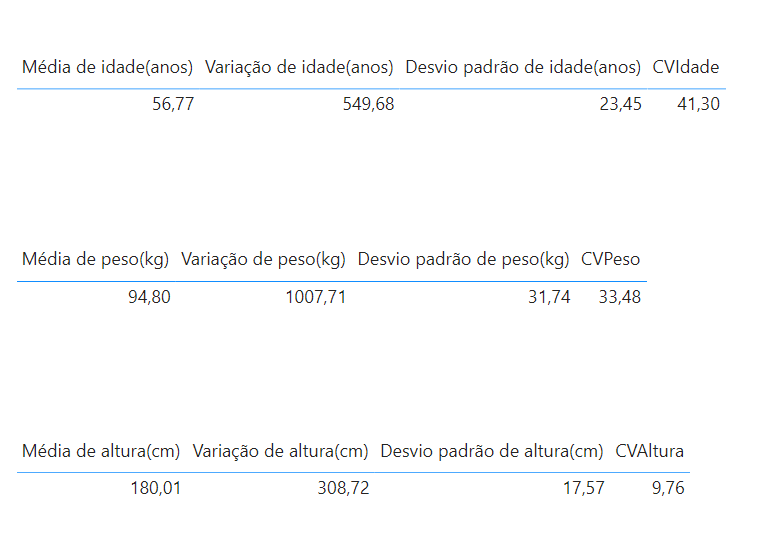 Média de idade(anos) Variação de idade(anos) Desvio padrão de idade(anos) CVIdade
56,77 549,68 23,45 41,30
Média de peso(kg) Variação de peso(kg) Desvio padrão de peso(kg) CVPeso
94,80 1007,71 31,74 33,48
Média de altura(cm) Variação de altura(cm) Desvio padrão de altura(cm) CVAltura
180,01 308,72 17,57 9,76